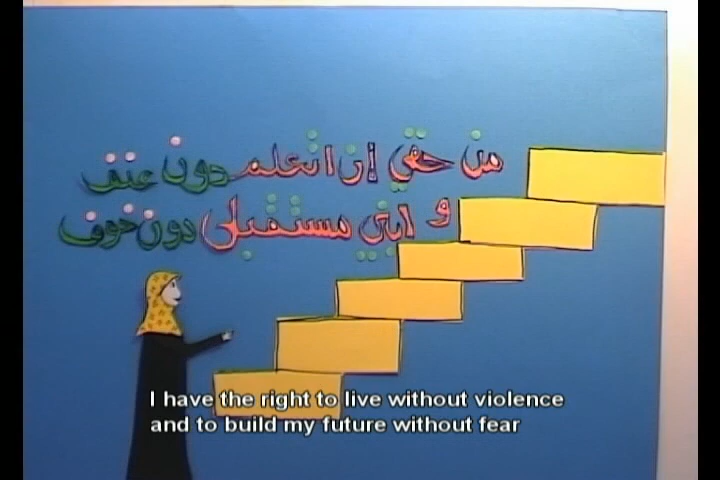 من حقي إن اتعلم دون عنف
و ابني مستقبلي دون خوف
I have the right to live without violence
and to build my future without fear